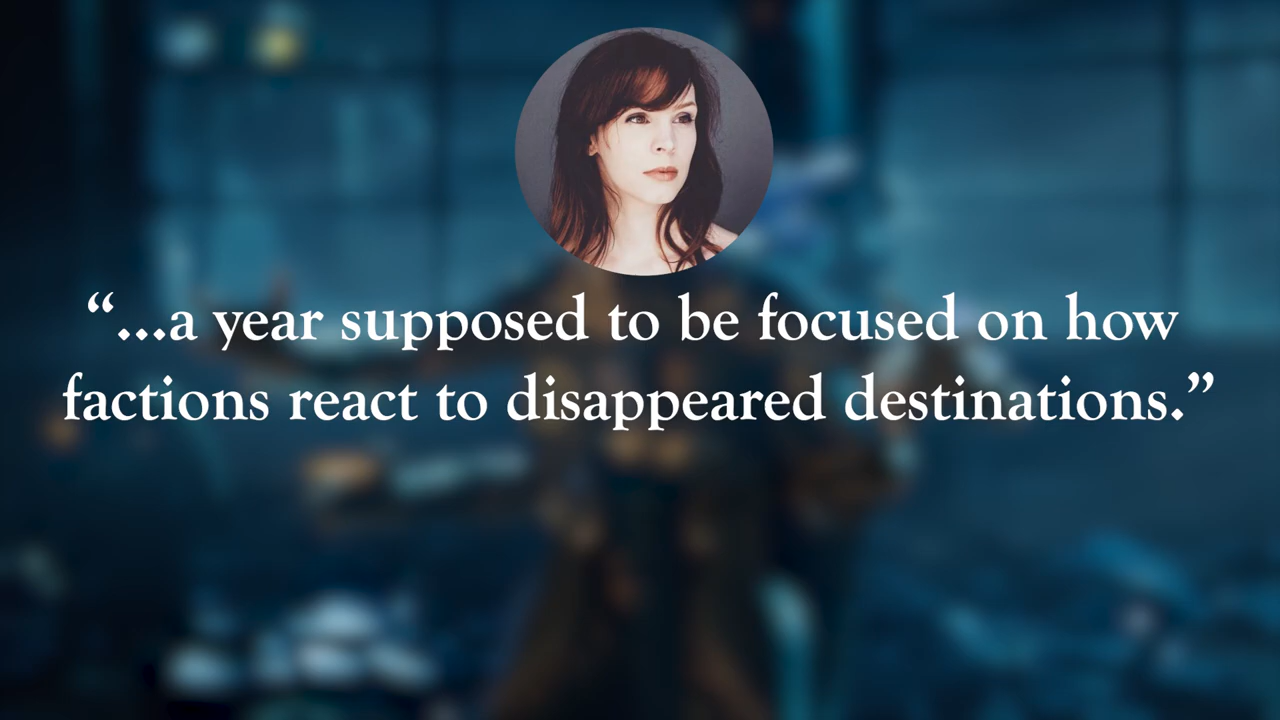 “...a year supposed to be focused on how
factions react to disappeared destinations.”